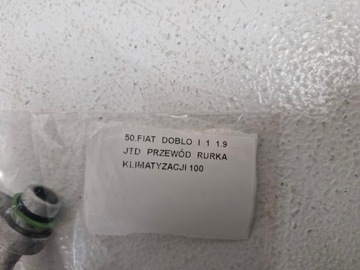 50.FIAT DOBLO I 1 1.9
JTD PRZEWÓD RURKA
KLIMATYZACJI 100